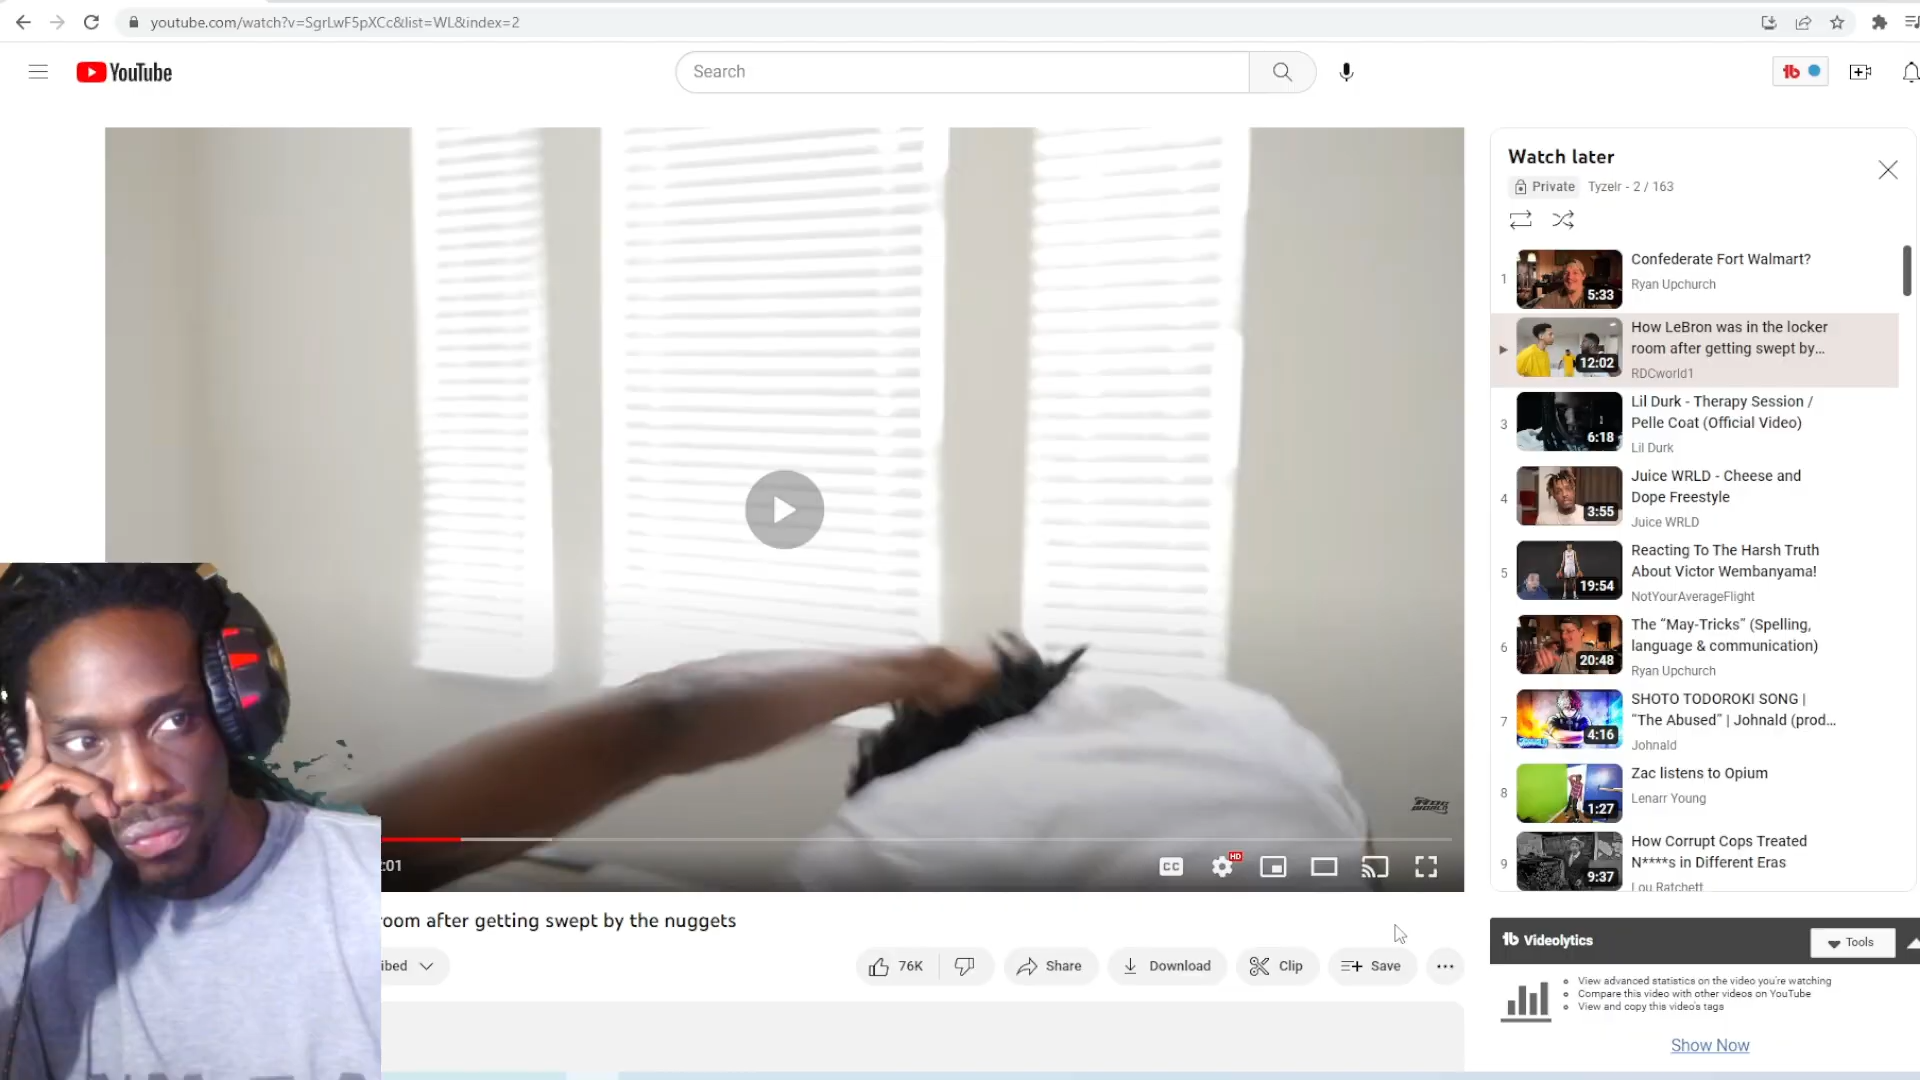 youtube.com/watch?v=SgrLwF5pXCc&list=WL&index=2
YouTube
Search
Watch later
Private Tyzelr - 2 / 163
1
5:33
Confederate Fort Walmart?
Ryan Upchurch
12:02
How LeBron was in the locker
room after getting swept by...
RDCworld1
3
6:18
Lil Durk - Therapy Session /
Pelle Coat (Official Video)
Lil Durk
4
3:55
Juice WRLD - Cheese and
Dope Freestyle
Juice WRLD
5
19:54
Reacting To The Harsh Truth
About Victor Wembanyama!
NotYourAverageFlight
6
20:48
The “May-Tricks” (Spelling,
language & communication)
Ryan Upchurch
7
4:16
SHOTO TODOROKI SONG |
"The Abused" | Johnald (prod...
Johnald
8
1:27
Zac listens to Opium
Lenarr Young
9
9:37
How Corrupt Cops Treated
N****s in Different Eras
Lou Ratchett
RDC
WORLD
:01
CC
HD
room after getting swept by the nuggets
ibed
76K
Share
Download
Clip
Save
Videolytics
Tools
View advanced statistics on the video you're watching
Compare this video with other videos on YouTube
View and copy this video's tags
Show Now